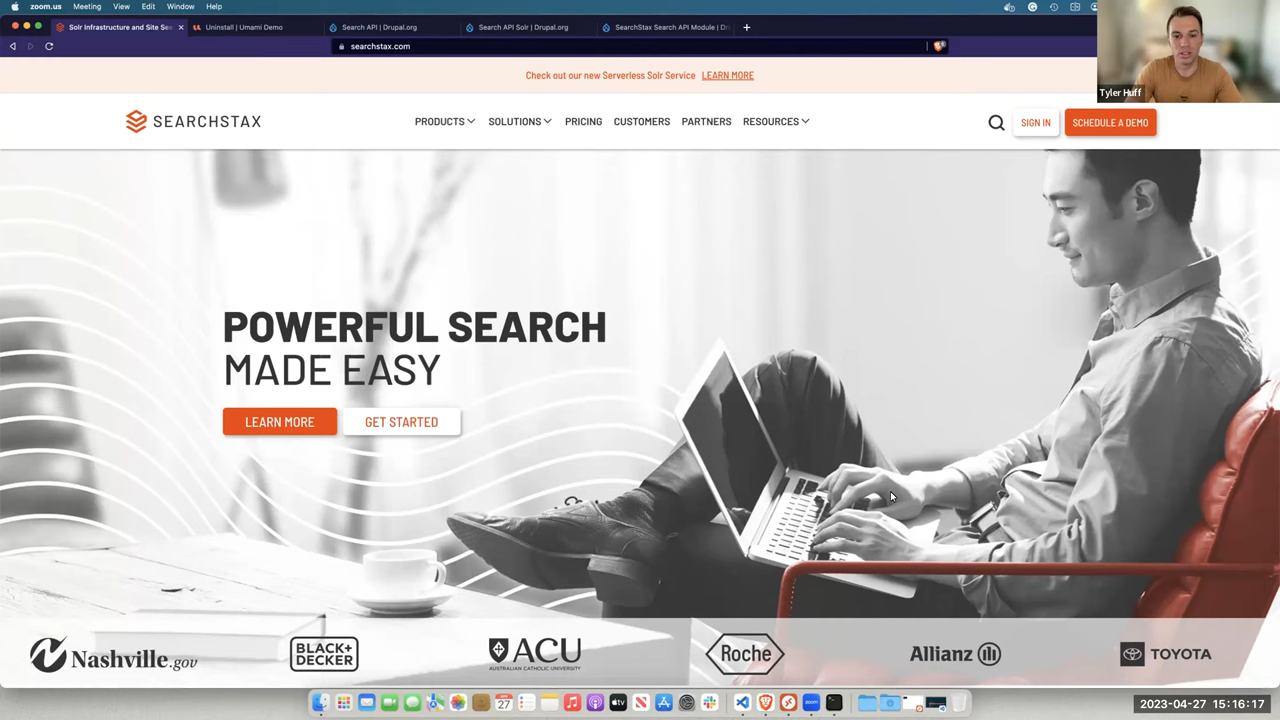 zoom.us Meeting View Edit Window Help
Solr Infrastructure and Site Se
Uninstall | Umami Demo
Search API | Drupal.org
Search API Solr | Drupal.org
SearchStax Search API Module | D
searchstax.com
Tyler Huff
Check out our new Serverless Solr Service LEARN MORE
SEARCHSTAX
PRODUCTS SOLUTIONS PRICING CUSTOMERS PARTNERS RESOURCES
SIGN IN
SCHEDULE A DEMO
POWERFUL SEARCH
MADE EASY
LEARN MORE
GET STARTED
Nashville.gov
BLACK+
DECKER
ACU
AUSTRALIAN CATHOLIC UNIVERSITY
Roche
Allianz
TOYOTA
27
2023-04-27 15:16:17